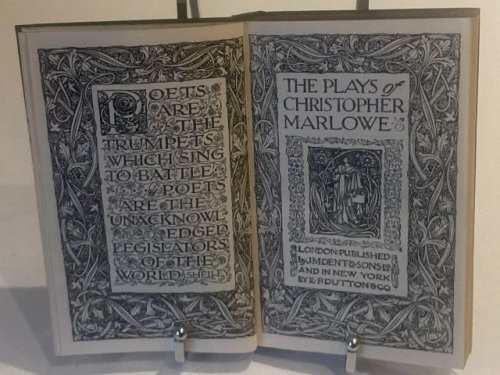 POETS
ARE
THE
TRUMPETS
WHICH SING
TO BATTLE
POETS
ARE THE
UNACKNOWL-
EDGED
LEGISLATORS
OF THE
WORLD SHELLEY
THE PLAYS of
CHRISTOPHER
MARLOWE
LONDON: PUBLISHED
by J.M. DENT & SONS Ltd
AND IN NEW YORK
BY E.P. DUTTON & CO